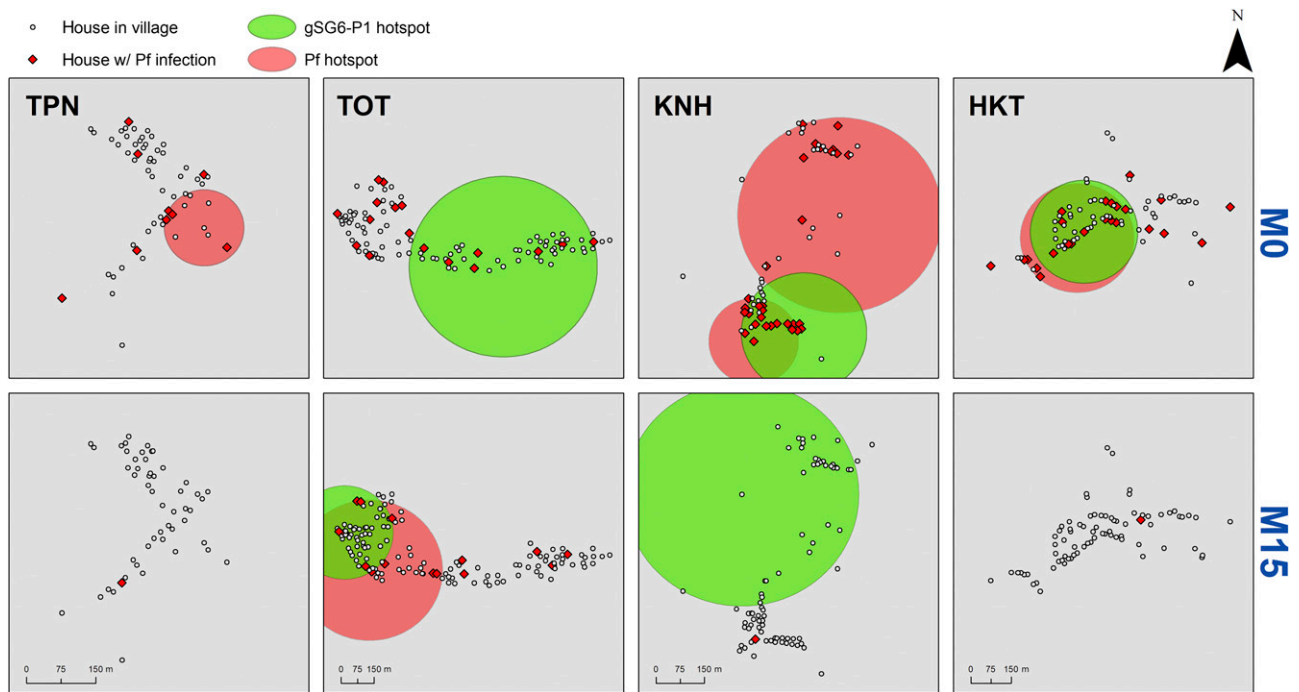 House in village
gSG6-P1 hotspot
House w/ Pf infection
Pf hotspot
N
TPN
TOT
KNH
HKT
M0
M15
0 75 150 m
0 75 150 m
0 75 150 m
0 75 150 m